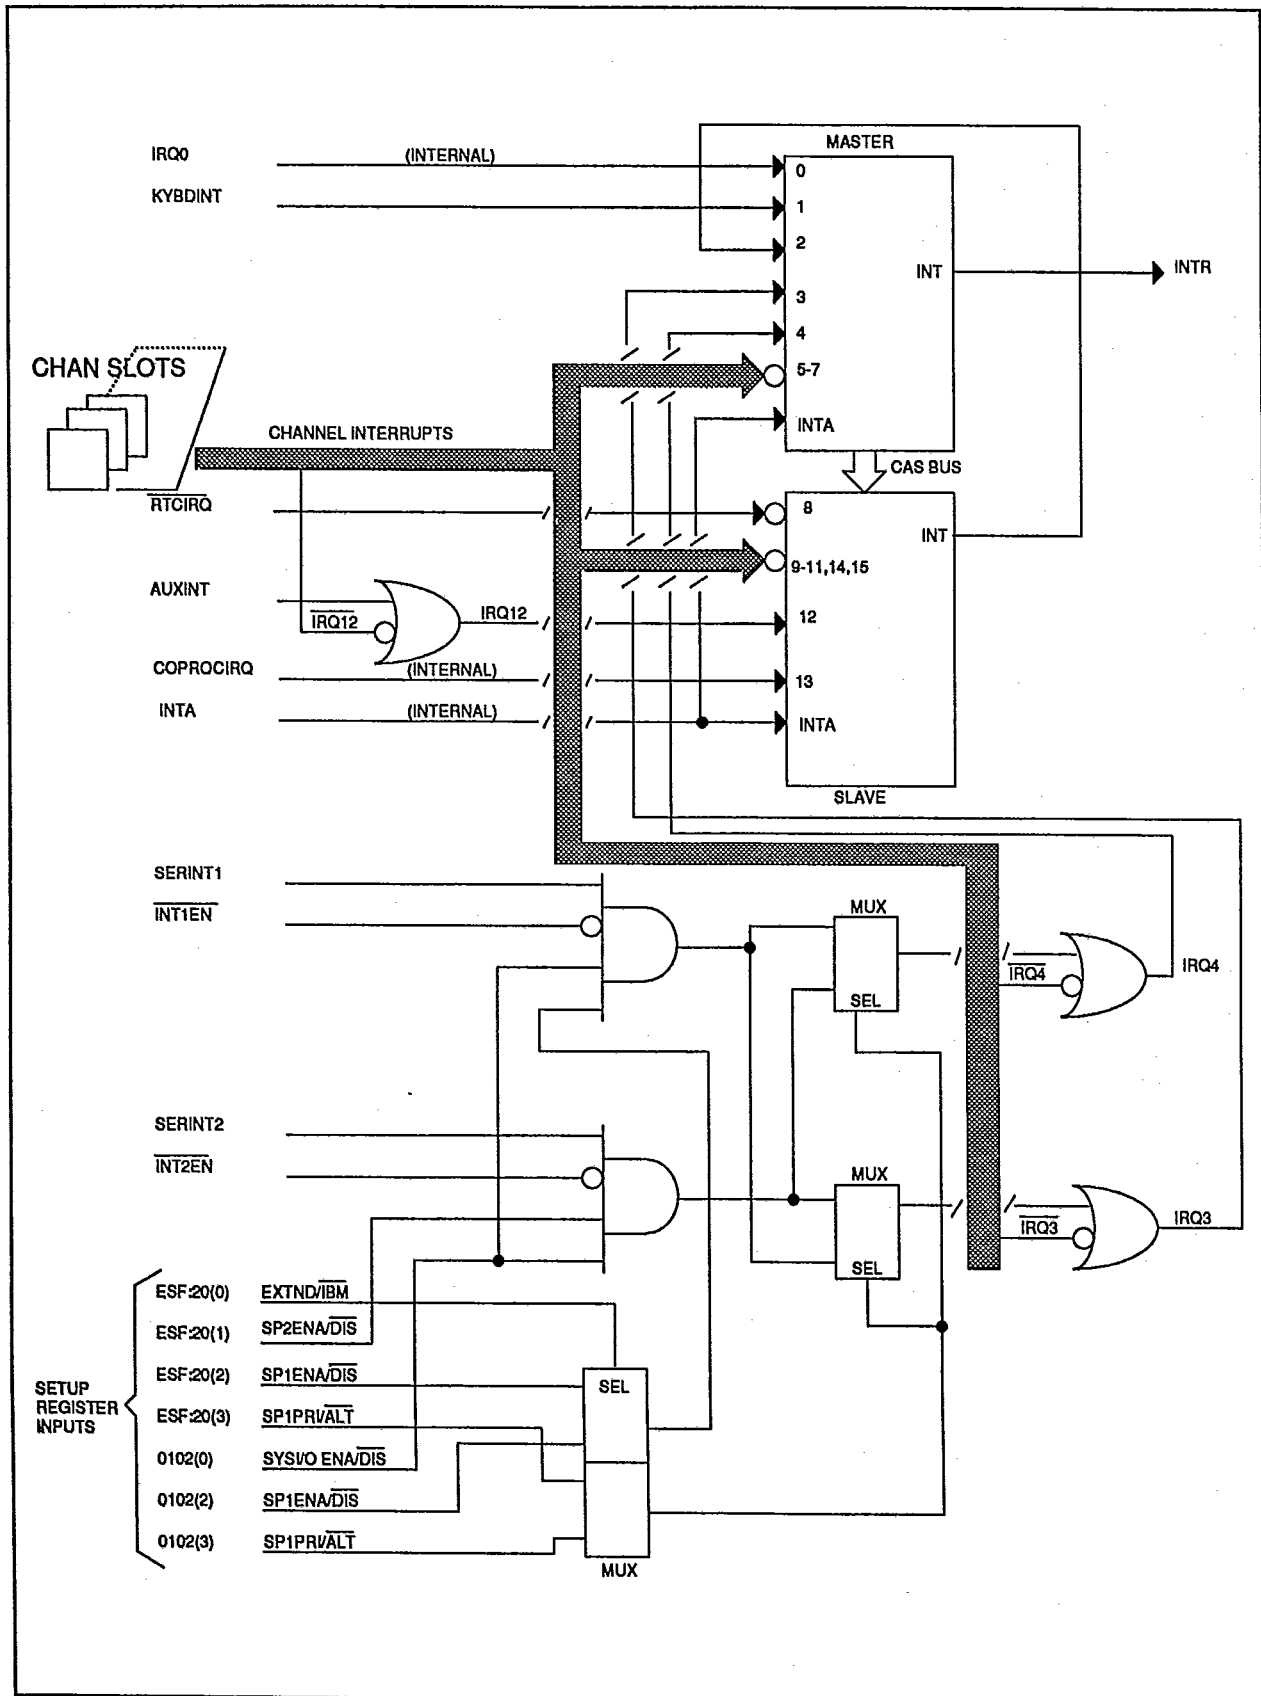 MASTER
IRQ0 (INTERNAL) 0
KYBDINT 1
2
INT INTR
3
4
CHAN SLOTS
5-7
CHANNEL INTERRUPTS INTA
CAS BUS
RTCIRQ 8
INT
9-11,14,15
AUXINT
IRQ12 IRQ12 12
COPROCIRQ (INTERNAL) 13
INTA (INTERNAL) INTA
SLAVE
SERINT1
INT1EN
MUX
IRQ4 IRQ4
SEL
SERINT2
INT2EN
MUX
IRQ3 IRQ3
SEL
SETUP REGISTER INPUTS
ESF:20(0) EXTND/IBM
ESF:20(1) SP2ENA/DIS
ESF:20(2) SP1ENA/DIS
SEL
ESF:20(3) SP1PRI/ALT
0102(0) SYSI/O ENA/DIS
0102(2) SP1ENA/DIS
0102(3) SP1PRI/ALT
MUX